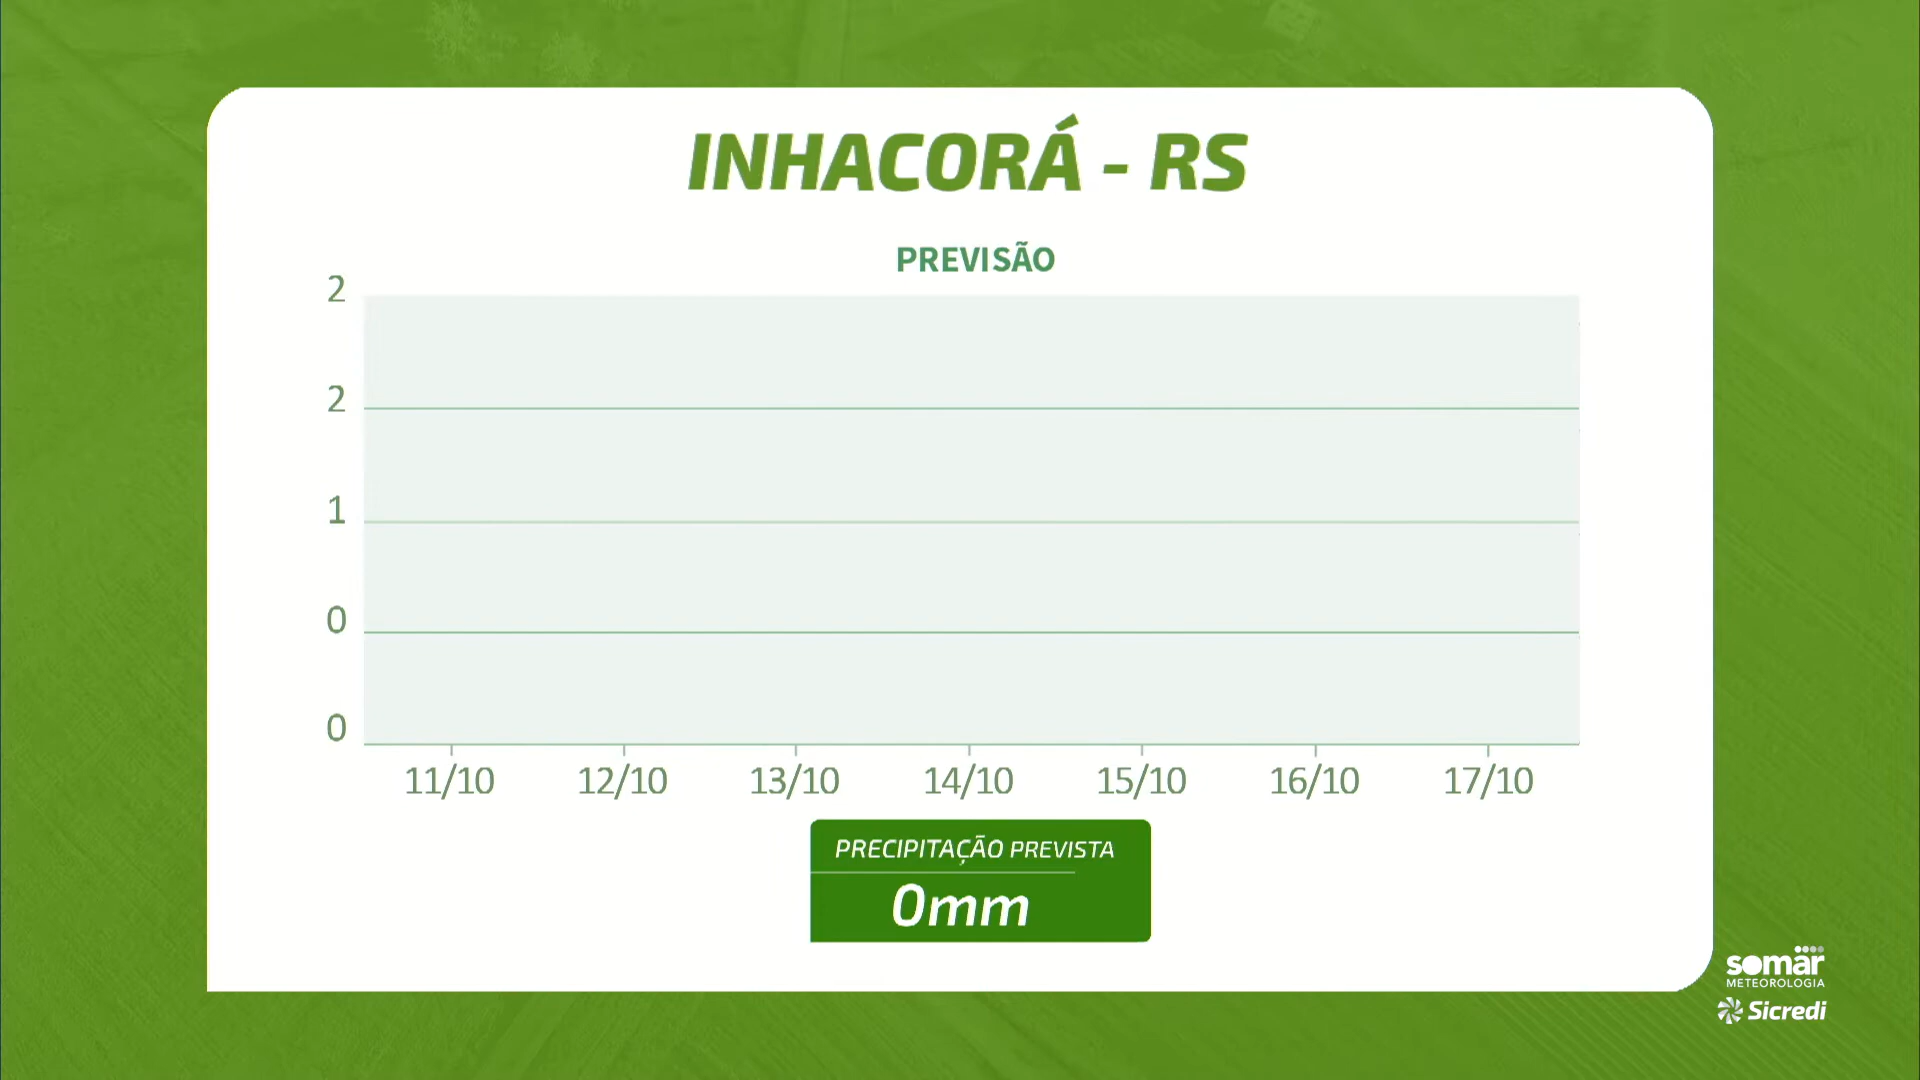 INHACORÁ - RS
PREVISÃO
2
2
1
0
0
11/10 12/10 13/10 14/10 15/10 16/10 17/10
PRECIPITAÇÃO PREVISTA
0mm
somar
METEOROLOGIA
Sicredi